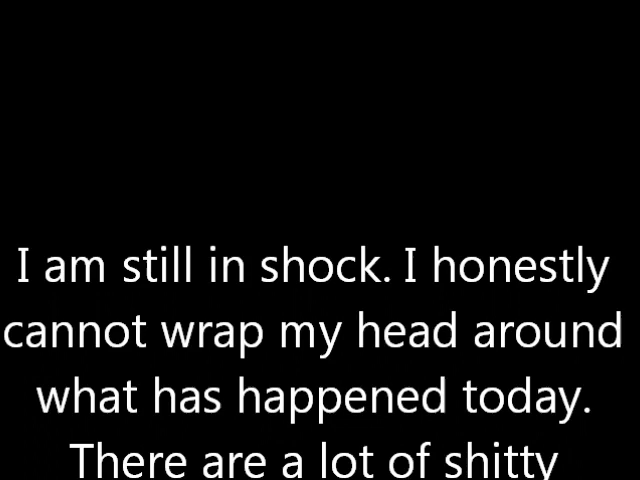 I am still in shock. I honestly
cannot wrap my head around
what has happened today.
There are a lot of shitty